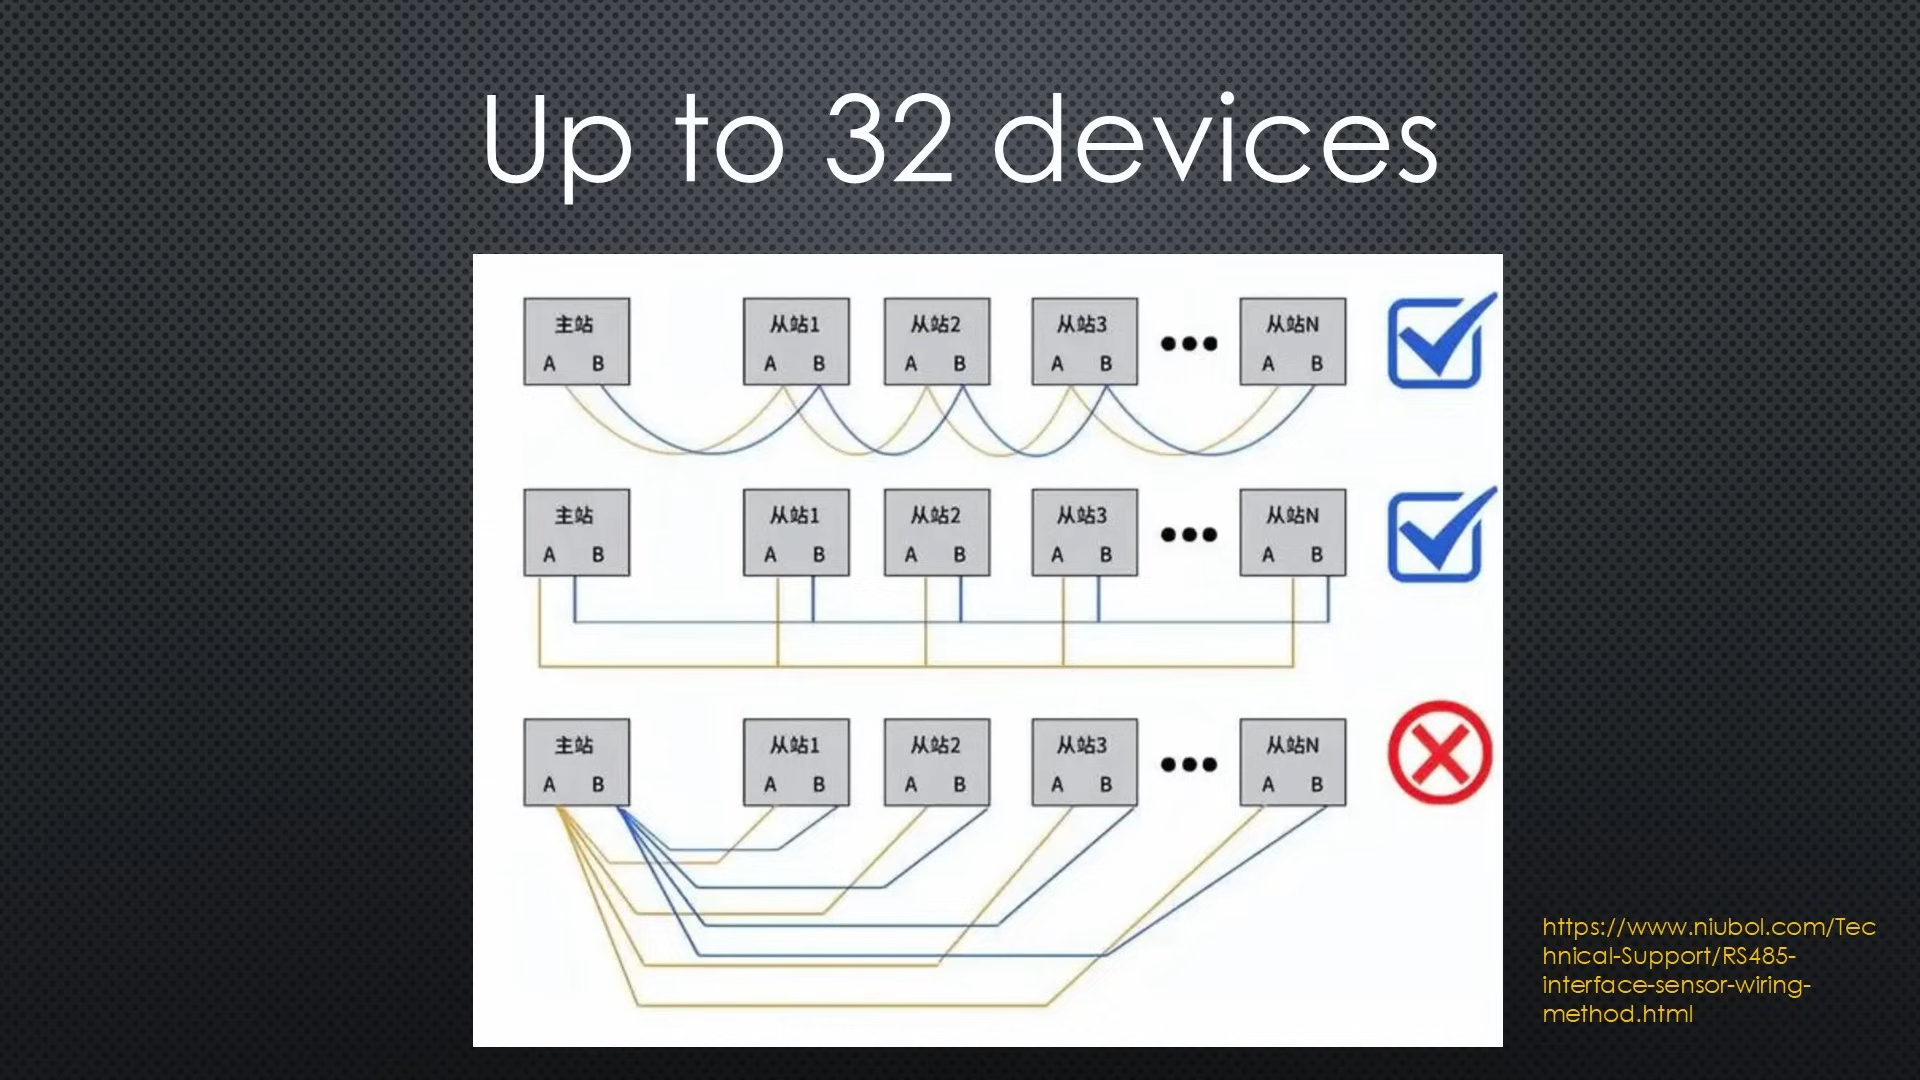 Up to 32 devices
主站 从站1 从站2 从站3 从站N
A B A B A B A B A B
主站 从站1 从站2 从站3 从站N
A B A B A B A B A B
主站 从站1 从站2 从站3 从站N
A B A B A B A B A B
https://www.niubol.com/Tec
hnical-Support/RS485-
interface-sensor-wiring-
method.html